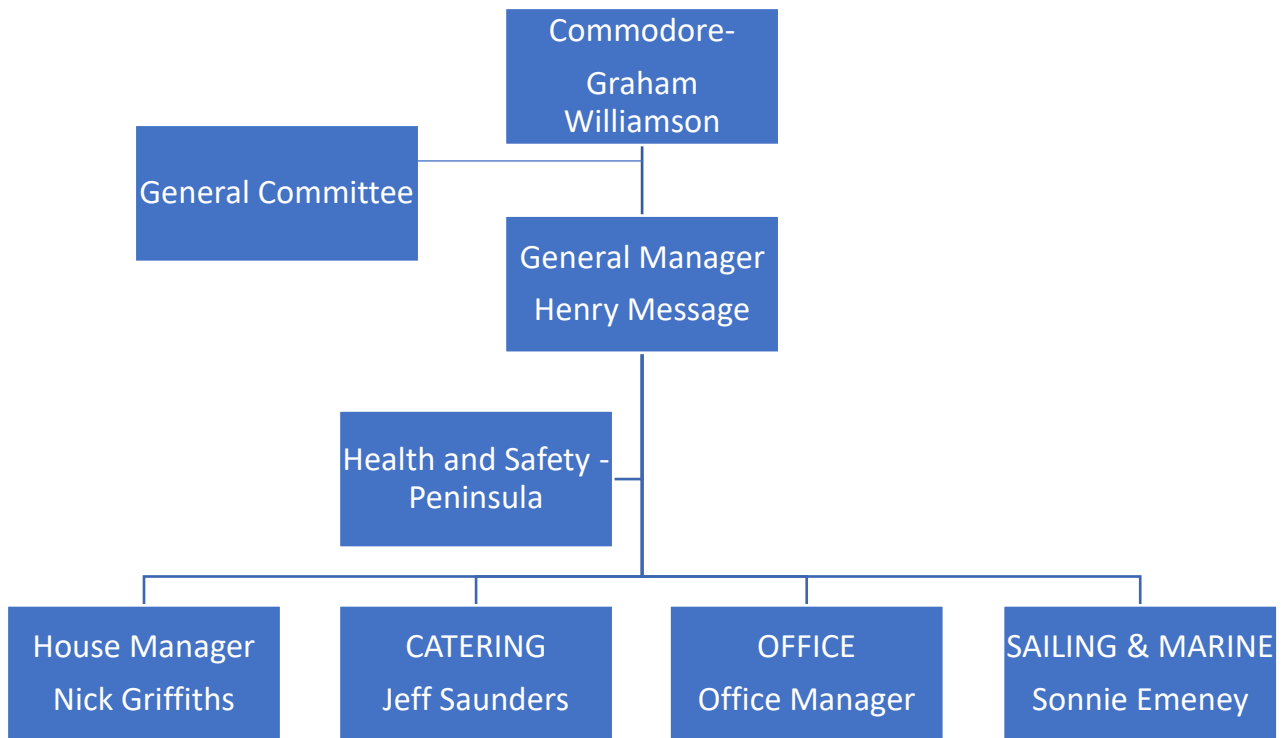 Commodore-
Graham
Williamson
General Committee
General Manager
Henry Message
Health and Safety -
Peninsula
House Manager
Nick Griffiths
CATERING
Jeff Saunders
OFFICE
Office Manager
SAILING & MARINE
Sonnie Emeney